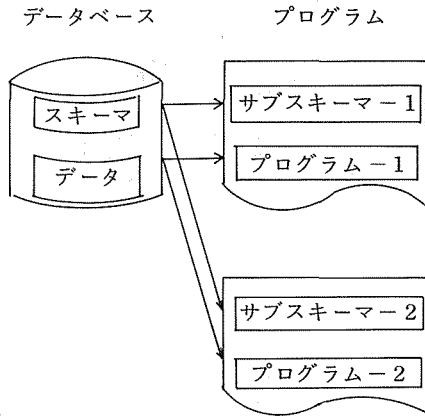 データベース
プログラム
スキーマ
データ
サブスキーマー1
プログラムー1
サブスキーマー2
プログラムー2